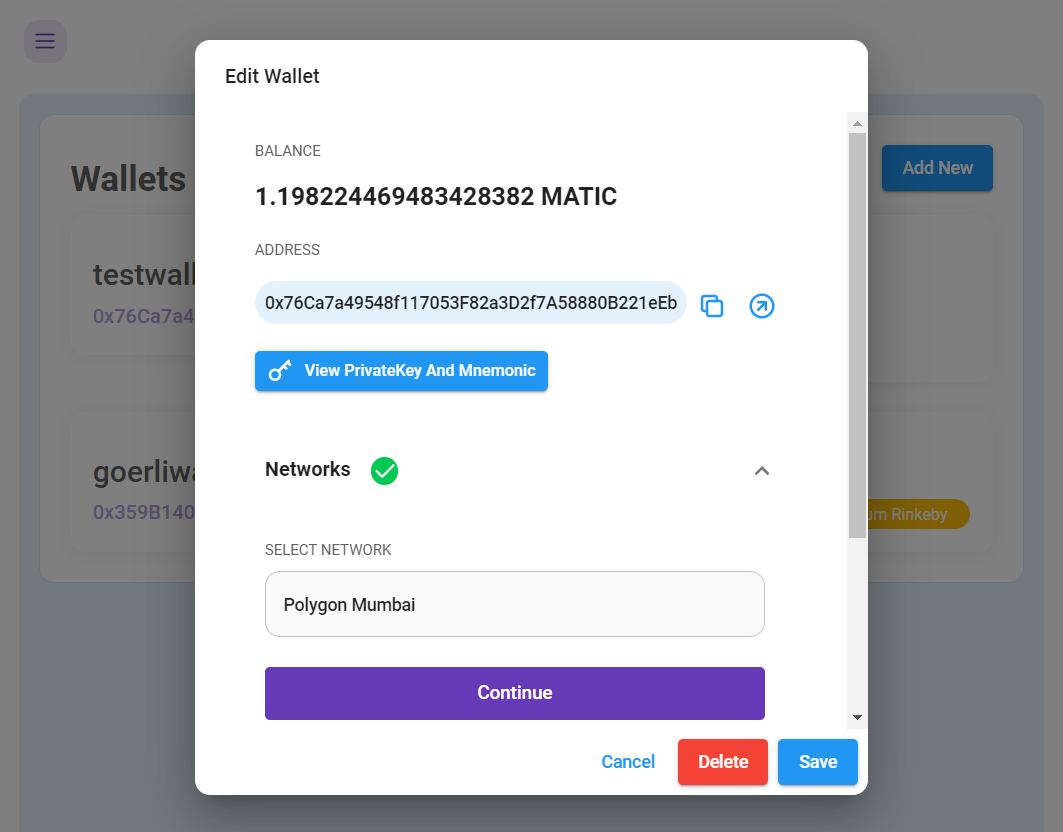 Edit Wallet
BALANCE
1.198224469483428382 MATIC
ADDRESS
0x76Ca7a49548f117053F82a3D2f7A58880B221eEb
View PrivateKey And Mnemonic
Networks
SELECT NETWORK
Polygon Mumbai
Continue
Cancel Delete Save
Wallets
Add New
testwall
0x76Ca7a4
goerliwa
0x359B140
um Rinkeby